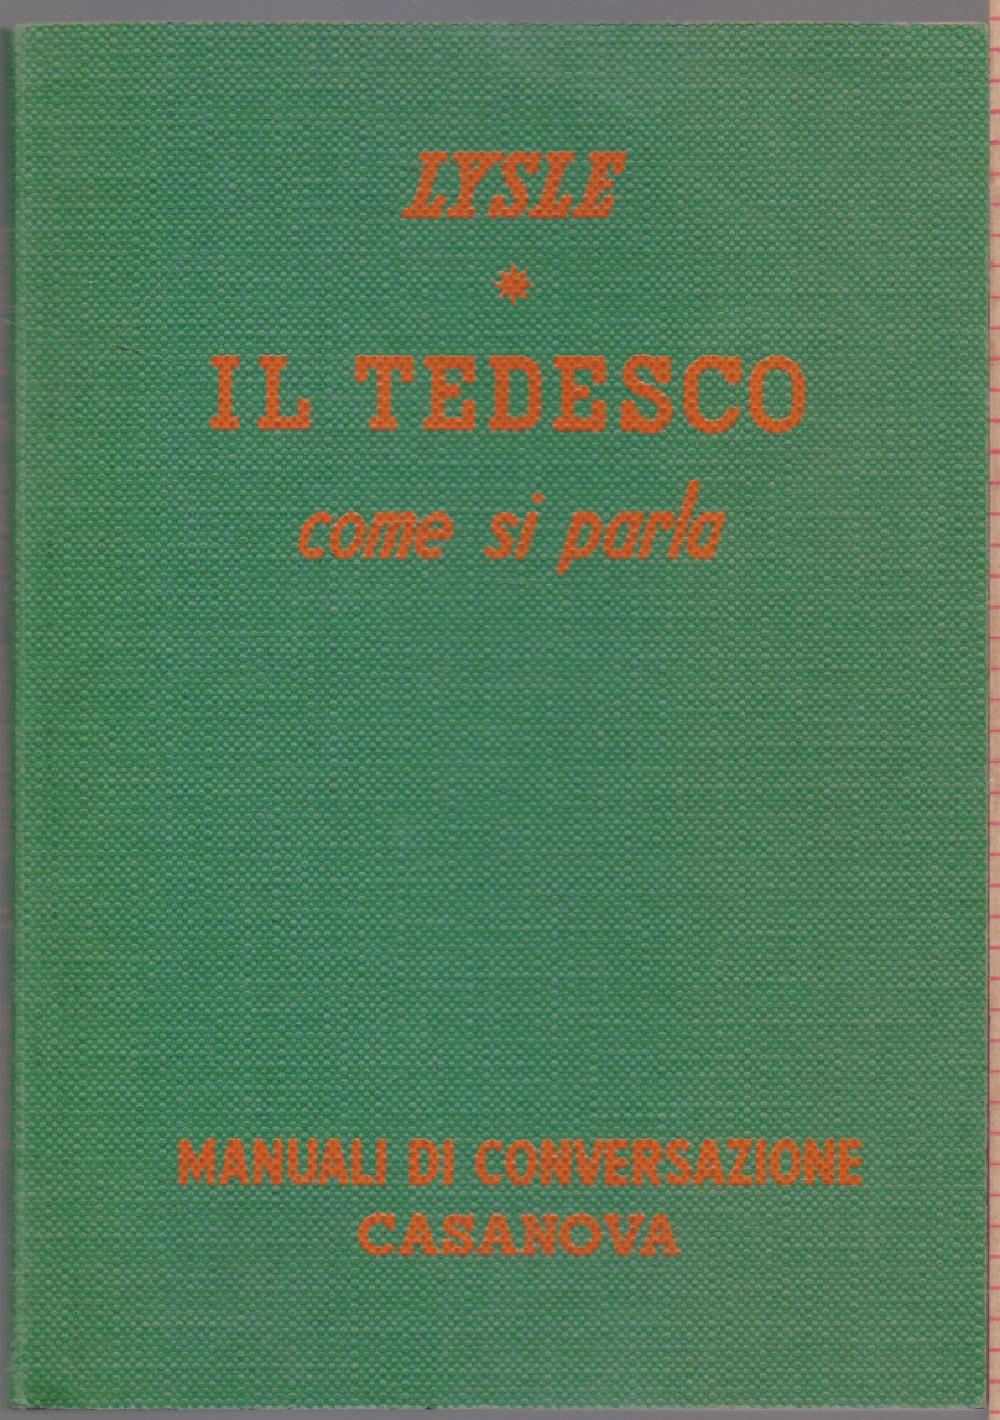 LYSLE
*
IL TEDESCO
come si parla
MANUALI DI CONVERSAZIONE
CASANOVA